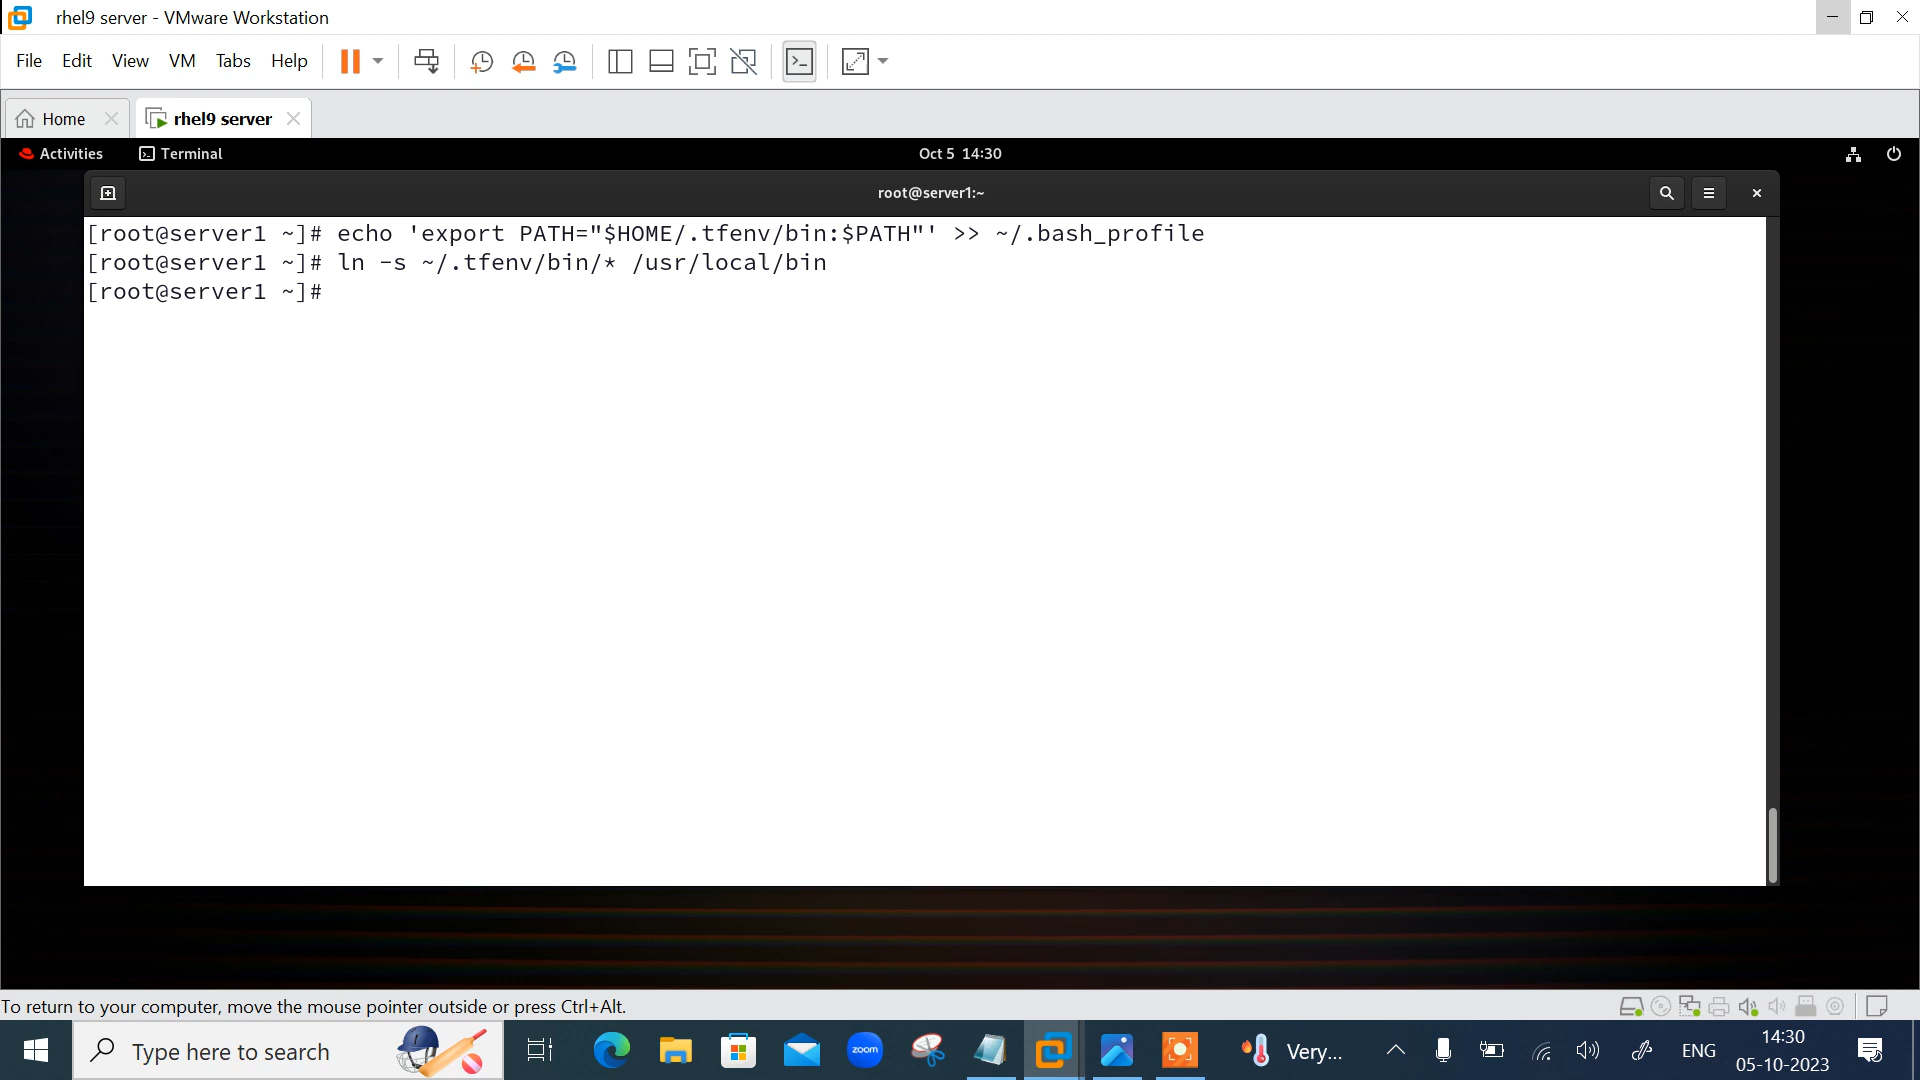 rhel9 server - VMware Workstation
File Edit View VM Tabs Help
Home rhel9 server
Activities Terminal Oct 5 14:30
root@server1:~
[root@server1 ~]# echo 'export PATH="$HOME/.tfenv/bin:$PATH"' >> ~/.bash_profile
[root@server1 ~]# ln -s ~/.tfenv/bin/* /usr/local/bin
[root@server1 ~]#
To return to your computer, move the mouse pointer outside or press Ctrl+Alt.
Type here to search zoom Very... ENG 14:30
05-10-2023